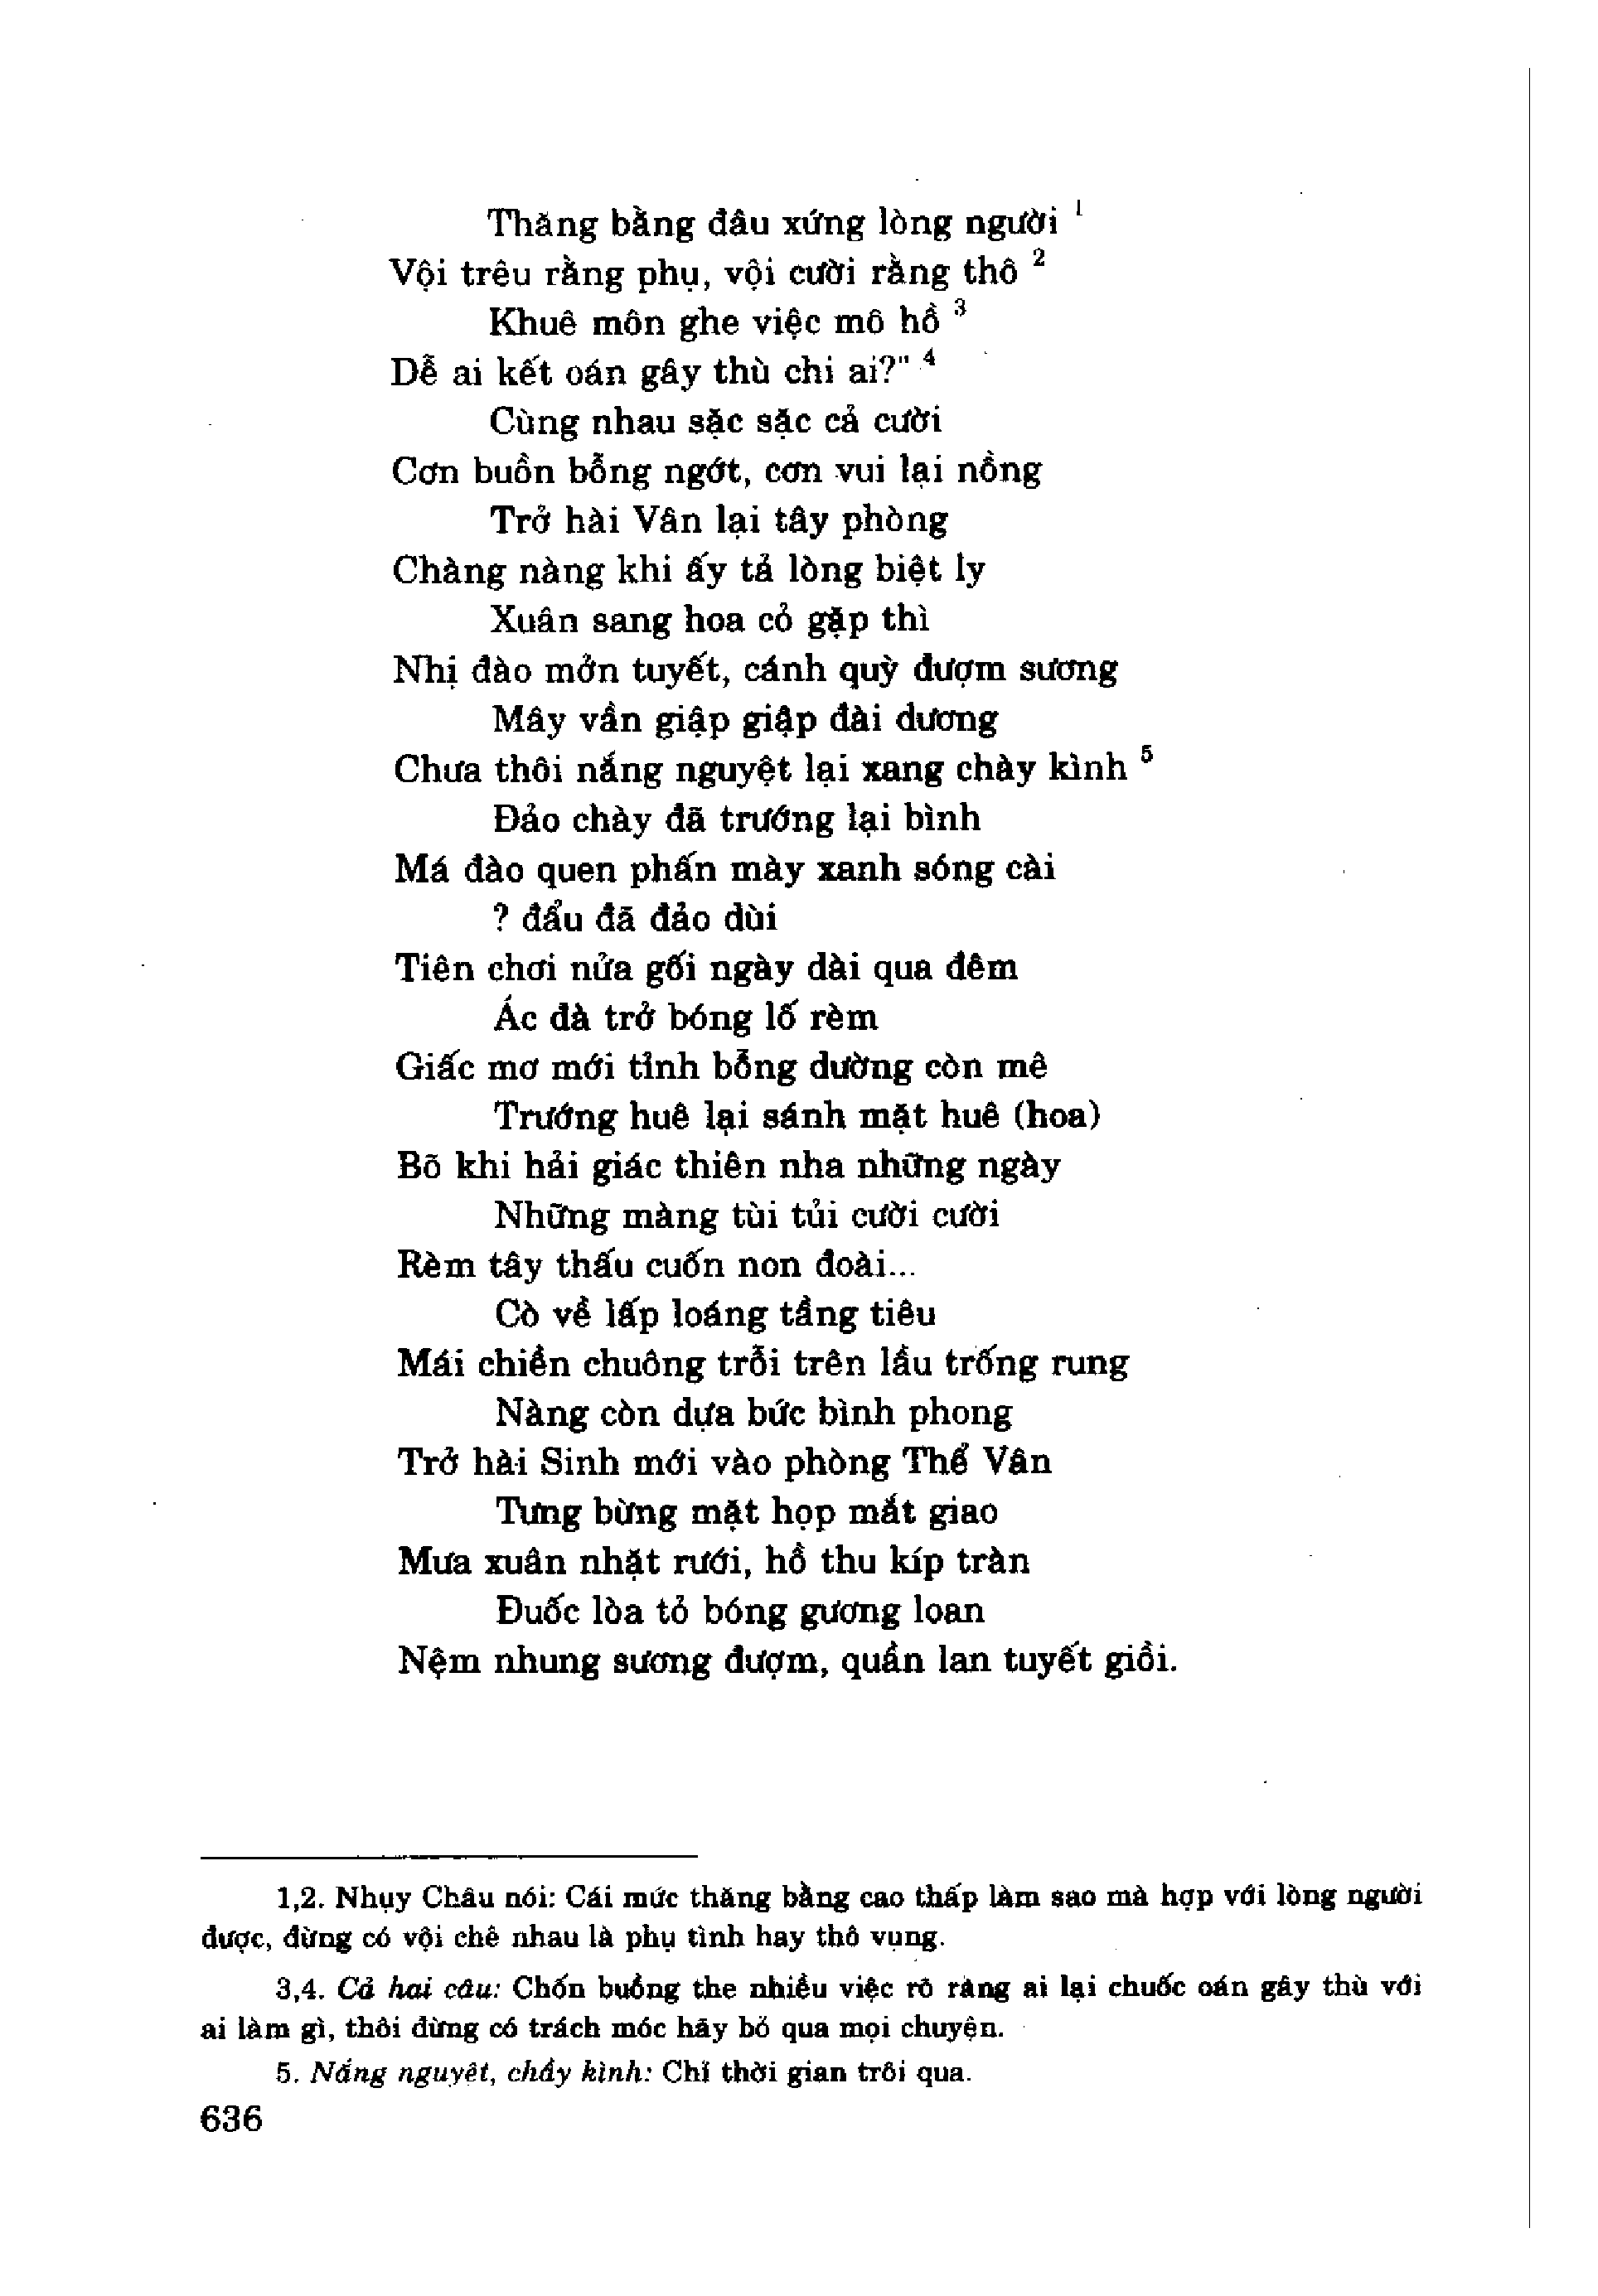 Thăng bằng đâu xứng lòng người ¹
Vội trêu rằng phụ, vội cười rằng thô ²
Khuê môn ghe việc mô hồ ³
Dễ ai kết oán gây thù chi ai?" ⁴
Cùng nhau sặc sặc cả cười
Cơn buồn bỗng ngớt, cơn vui lại nồng
Trở hài Vân lại tây phòng
Chàng nàng khi ấy tả lòng biệt ly
Xuân sang hoa cỏ gặp thì
Nhị đào mởn tuyết, cánh quỳ đượm sương
Mây vần giập giập đài dương
Chưa thôi nắng nguyệt lại xang chày kình ⁵
Đảo chày đã trướng lại bình
Má đào quen phấn mày xanh sóng cài
? đẩu đã đảo dùi
Tiên chơi nửa gối ngày dài qua đêm
Ác đà trở bóng lố rèm
Giấc mơ mới tỉnh bỗng dường còn mê
Trướng huê lại sánh mặt huê (hoa)
Bõ khi hải giác thiên nha những ngày
Những màng tùi tủi cười cười
Rèm tây thấu cuốn non đoài...
Cò về lấp loáng tầng tiêu
Mái chiền chuông trỗi trên lầu trống rung
Nàng còn dựa bức bình phong
Trở hài Sinh mới vào phòng Thể Vân
Tưng bừng mặt họp mắt giao
Mưa xuân nhặt rưới, hồ thu kíp tràn
Đuốc lòa tỏ bóng gương loan
Nệm nhung sương đượm, quần lan tuyết giồi.
1,2. Nhụy Châu nói: Cái mức thăng bằng cao thấp làm sao mà hợp với lòng người
được, đừng có vội chê nhau là phụ tình hay thô vụng.
3,4. Cả hai câu: Chốn buồng the nhiều việc rõ ràng ai lại chuốc oán gây thù với
ai làm gì, thôi đừng có trách móc hãy bỏ qua mọi chuyện.
5. Nắng nguyệt, chầy kình: Chỉ thời gian trôi qua.
636